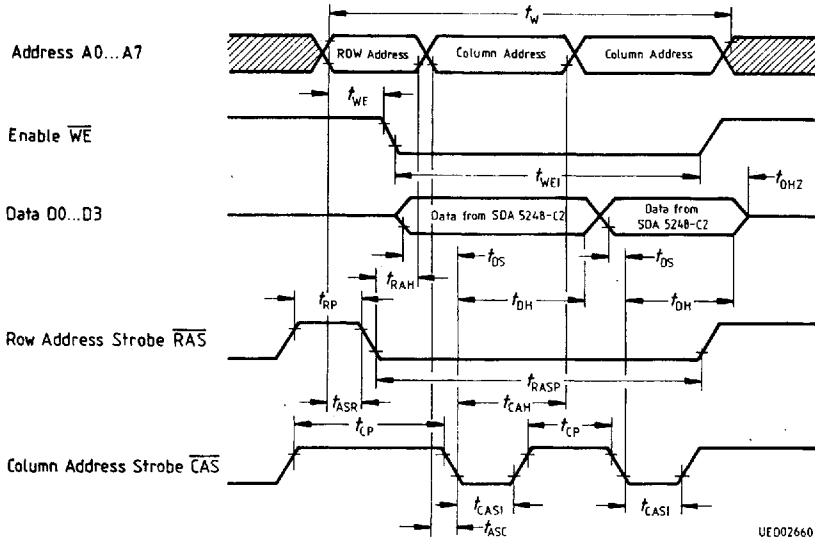 tW
Address A0...A7
ROW Address
Column Address
Column Address
tWE
Enable WE
tWE1
tDHZ
Data D0...D3
Data from SDA 5248-C2
Data from
SDA 5248-C2
tDS
tDS
tRAH
tRP
tDH
tDH
Row Address Strobe RAS
tRASP
tASR
tCAH
tCP
tCP
Column Address Strobe CAS
tCAS1
tCAS1
tASC
UED02660